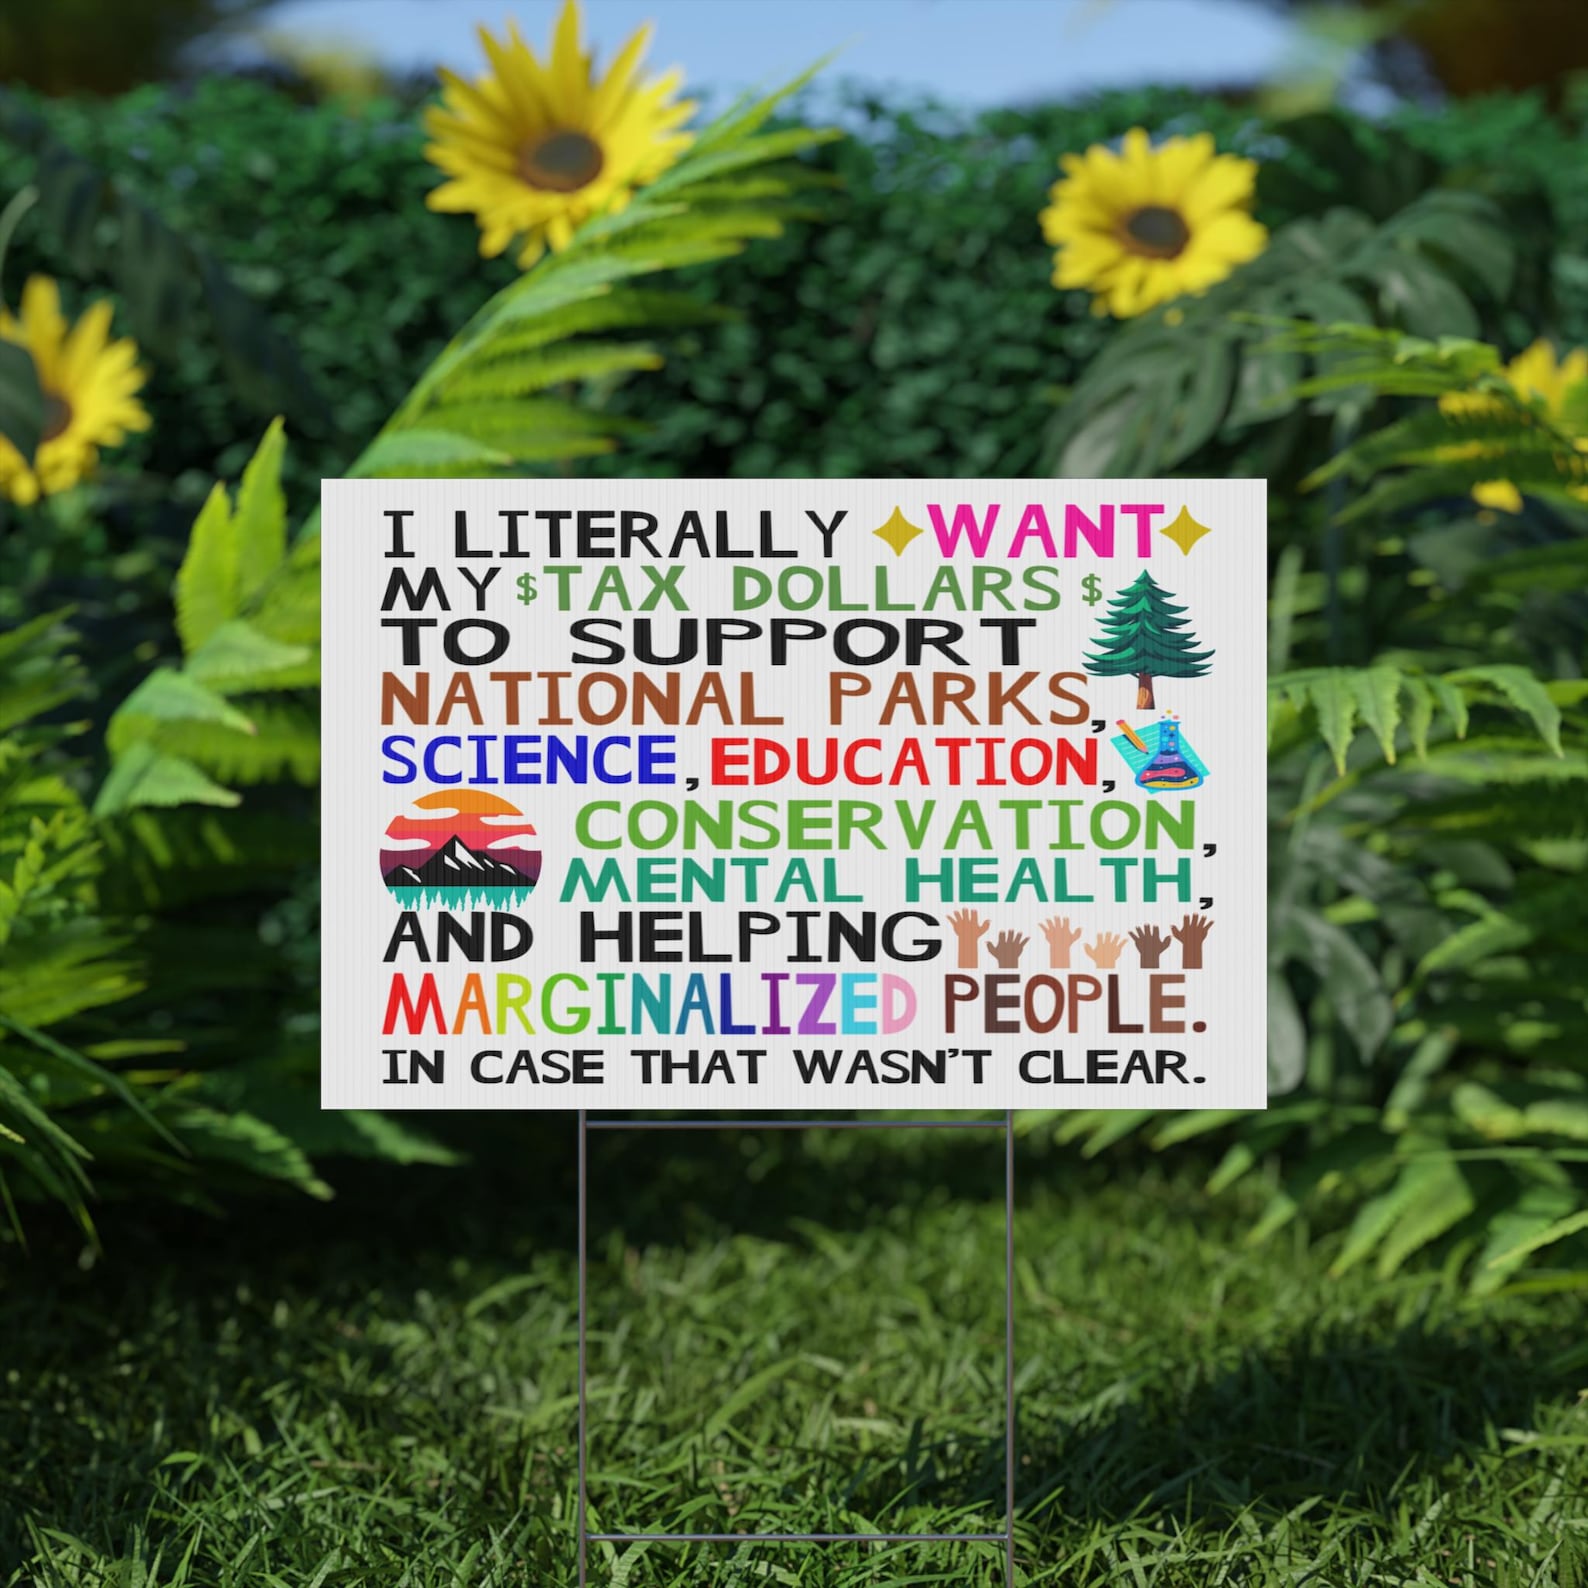 I LITERALLY WANT
MY $TAX DOLLARS $
TO SUPPORT
NATIONAL PARKS,
SCIENCE, EDUCATION,
CONSERVATION,
MENTAL HEALTH,
AND HELPING
MARGINALIZED PEOPLE.
IN CASE THAT WASN'T CLEAR.